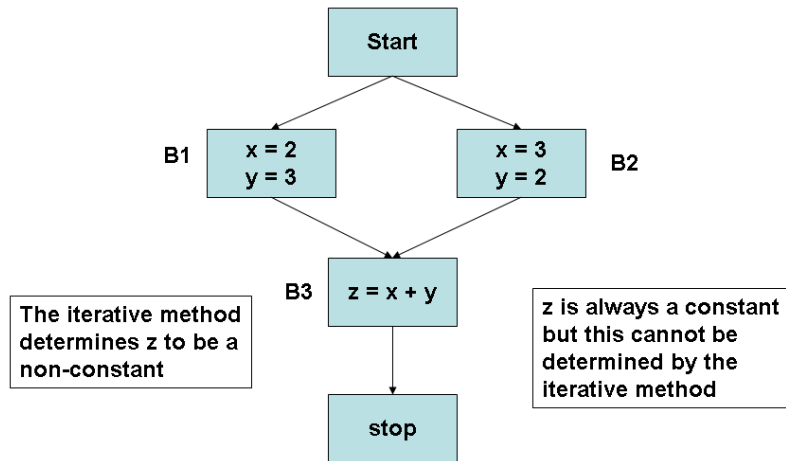 Start
B1
x = 2
y = 3
x = 3
y = 2
B2
B3
z = x + y
The iterative method
determines z to be a
non-constant
z is always a constant
but this cannot be
determined by the
iterative method
stop